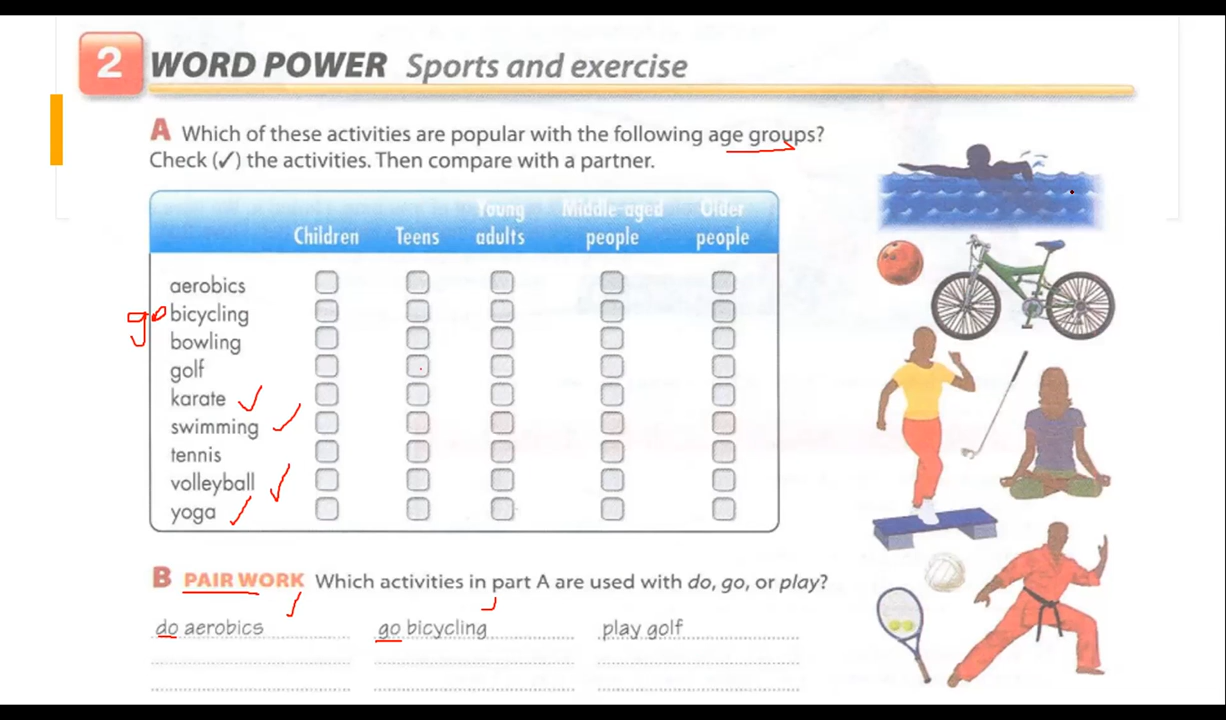 2 WORD POWER Sports and exercise
A Which of these activities are popular with the following age groups?
Check (✓) the activities. Then compare with a partner.
Children Teens Young adults Middle-aged people Older people
aerobics
go bicycling
bowling
golf
karate ✓
swimming ✓
tennis
volleyball ✓
yoga ✓
B PAIR WORK Which activities in part A are used with do, go, or play?
do aerobics go bicycling play golf